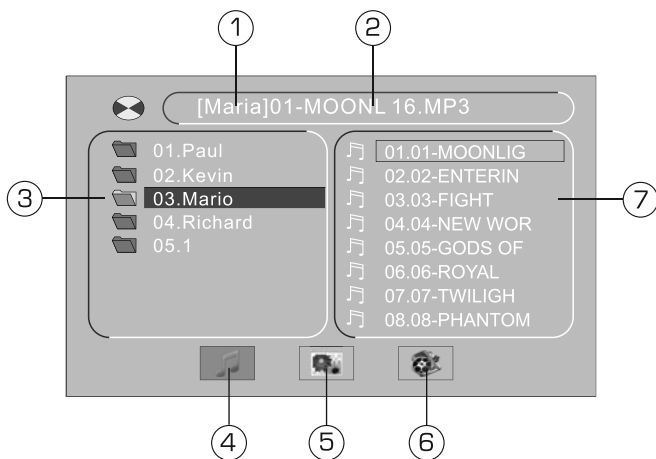 1 2
[Maria]01-MOONL 16.MP3
01.Paul
02.Kevin
03.Mario
04.Richard
05.1
3
01.01-MOONLIG
02.02-ENTERIN
03.03-FIGHT
04.04-NEW WOR
05.05-GODS OF
06.06-ROYAL
07.07-TWILIGH
08.08-PHANTOM
7
4 5 6